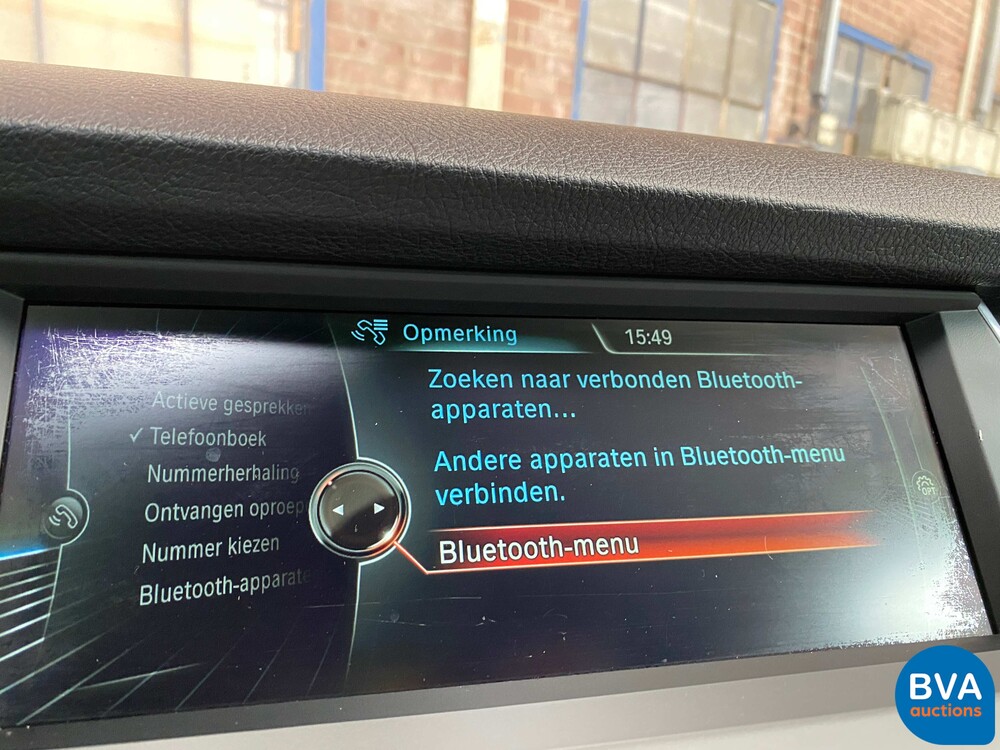 Opmerking
15:49
Zoeken naar verbonden Bluetooth-
apparaten...
Andere apparaten in Bluetooth-menu
verbinden.
Bluetooth-menu
Actieve gesprekken
✓ Telefoonboek
Nummerherhaling
Ontvangen oproep
Nummer kiezen
Bluetooth-apparate
OPT
BVA
auctions